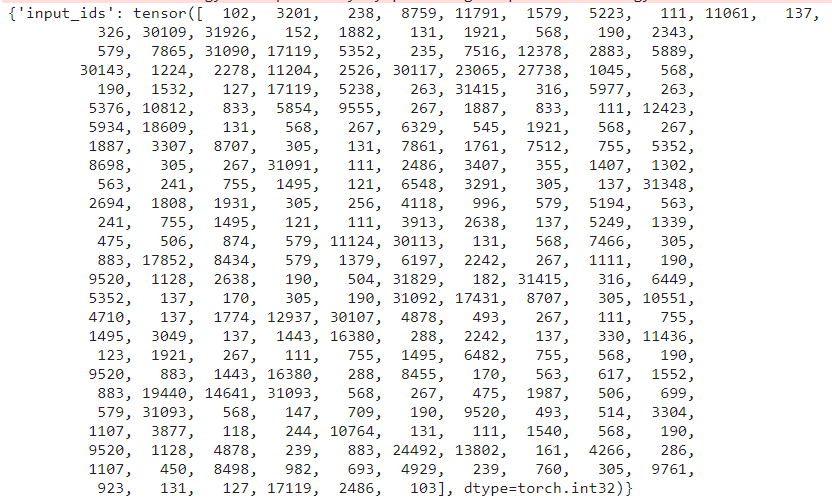 {'input_ids': tensor([  102,  3201,   238,  8759, 11791,  1579,  5223,   111, 11061,   137,
          326, 30109, 31926,   152,  1882,   131,  1921,   568,   190,  2343,
          579,  7865, 31090, 17119,  5352,   235,  7516, 12378,  2883,  5889,
        30143,  1224,  2278, 11204,  2526, 30117, 23065, 27738,  1045,   568,
          190,  1532,   127, 17119,  5238,   263, 31415,   316,  5977,   263,
         5376, 10812,   833,  5854,  9555,   267,  1887,   833,   111, 12423,
         5934, 18609,   131,   568,   267,  6329,   545,  1921,   568,   267,
         1887,  3307,  8707,   305,   131,  7861,  1761,  7512,   755,  5352,
         8698,   305,   267, 31091,   111,  2486,  3407,   355,  1407,  1302,
          563,   241,   755,  1495,   121,  6548,  3291,   305,   137, 31348,
         2694,  1808,  1931,   305,   256,  4118,   996,   579,  5194,   563,
          241,   755,  1495,   121,   111,  3913,  2638,   137,  5249,  1339,
          475,   506,   874,   579, 11124, 30113,   131,   568,  7466,   305,
          883, 17852,  8434,   579,  1379,  6197,  2242,   267,  1111,   190,
         9520,  1128,  2638,   190,   504, 31829,   182, 31415,   316,  6449,
         5352,   137,   170,   305,   190, 31092, 17431,  8707,   305, 10551,
         4710,   137,  1774, 12937, 30107,  4878,   493,   267,   111,   755,
         1495,  3049,   137,  1443, 16380,   288,  2242,   137,   330, 11436,
          123,  1921,   267,   111,   755,  1495,  6482,   755,   568,   190,
         9520,   883,  1443, 16380,   288,  8455,   170,   563,   617,  1552,
          883, 19440, 14641, 31093,   568,   267,   475,  1987,   506,   699,
          579, 31093,   568,   147,   709,   190,  9520,   493,   514,  3304,
         1107,  3877,   118,   244, 10764,   131,   111,  1540,   568,   190,
         9520,  1128,  4878,   239,   883, 24492, 13802,   161,  4266,   286,
         1107,   450,  8498,   982,   693,  4929,   239,   760,   305,  9761,
          923,   131,   127, 17119,  2486,   103], dtype=torch.int32)}